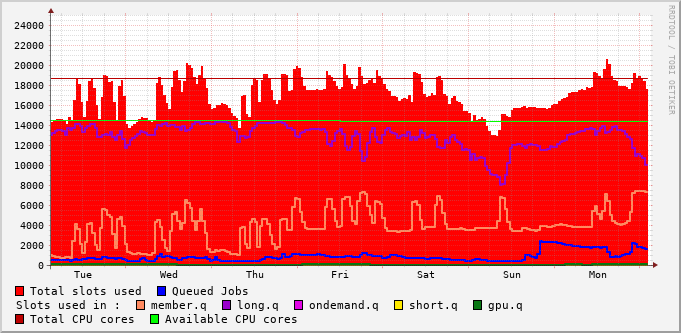 24000
22000
20000
18000
16000
14000
12000
10000
8000
6000
4000
2000
0
Tue Wed Thu Fri Sat Sun Mon
Total slots used Queued Jobs
Slots used in : member.q long.q ondemand.q short.q gpu.q
Total CPU cores Available CPU cores
RRDTOOL / TOBI OETIKER